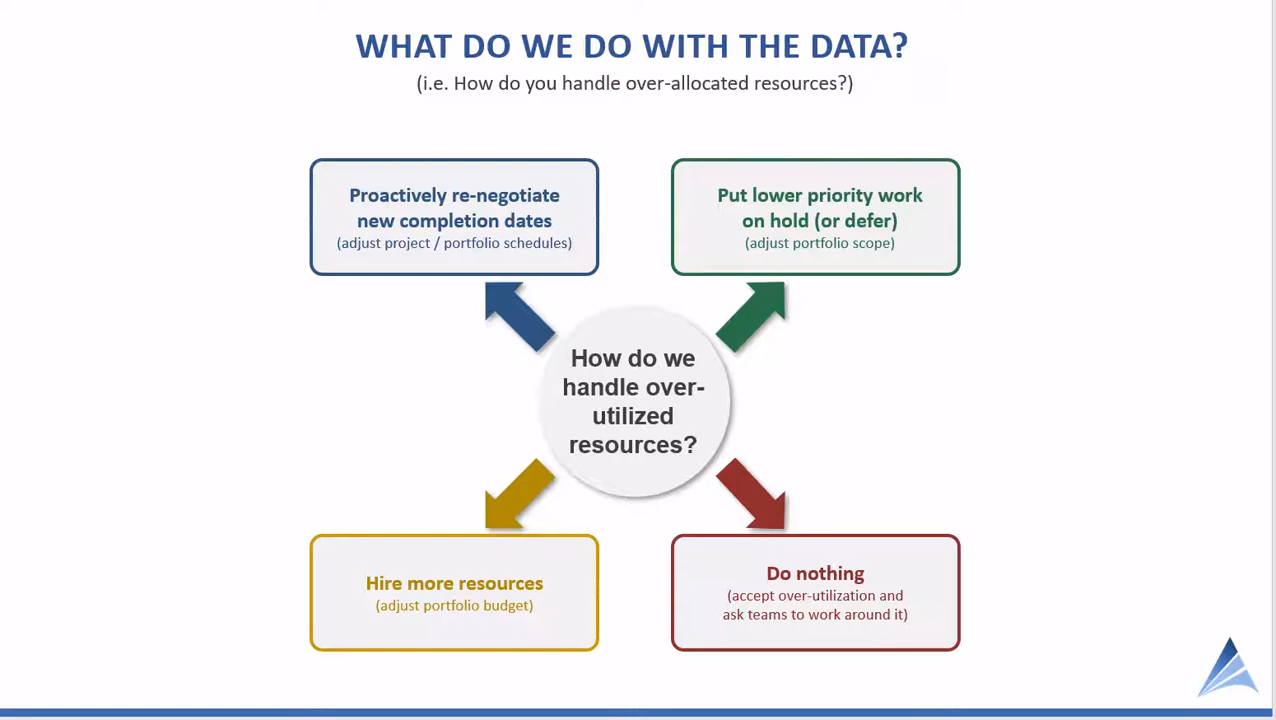 WHAT DO WE DO WITH THE DATA?
(i.e. How do you handle over-allocated resources?)
Proactively re-negotiate
new completion dates
(adjust project / portfolio schedules)
Put lower priority work
on hold (or defer)
(adjust portfolio scope)
How do we
handle over-
utilized
resources?
Hire more resources
(adjust portfolio budget)
Do nothing
(accept over-utilization and
ask teams to work around it)